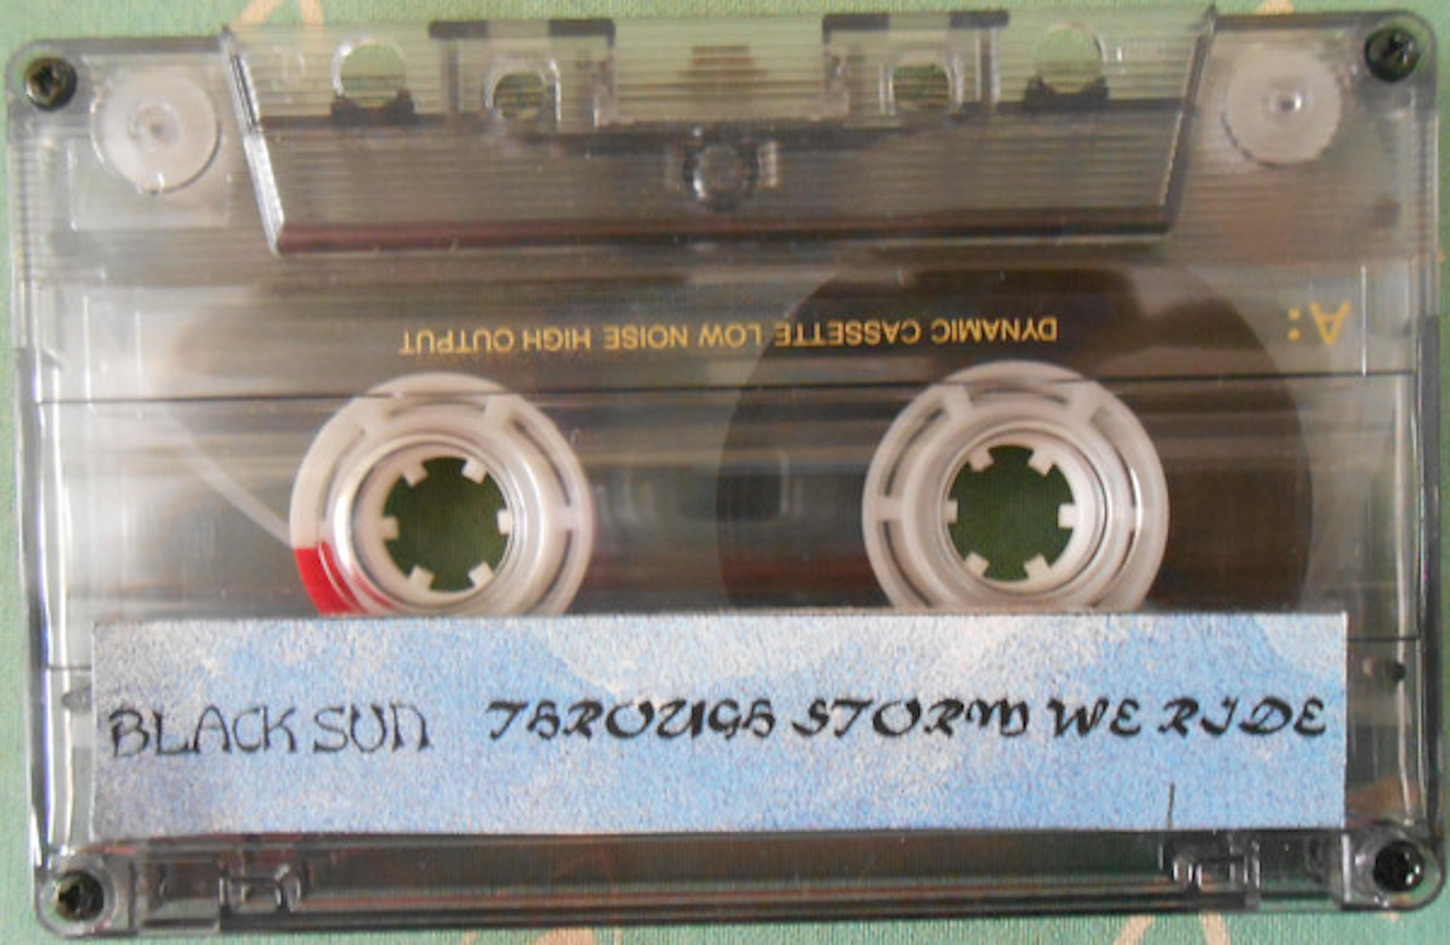 A:
DYNAMIC CASSETTE LOW NOISE HIGH OUTPUT
BLACK SUN THROUGH STORM WE RIDE